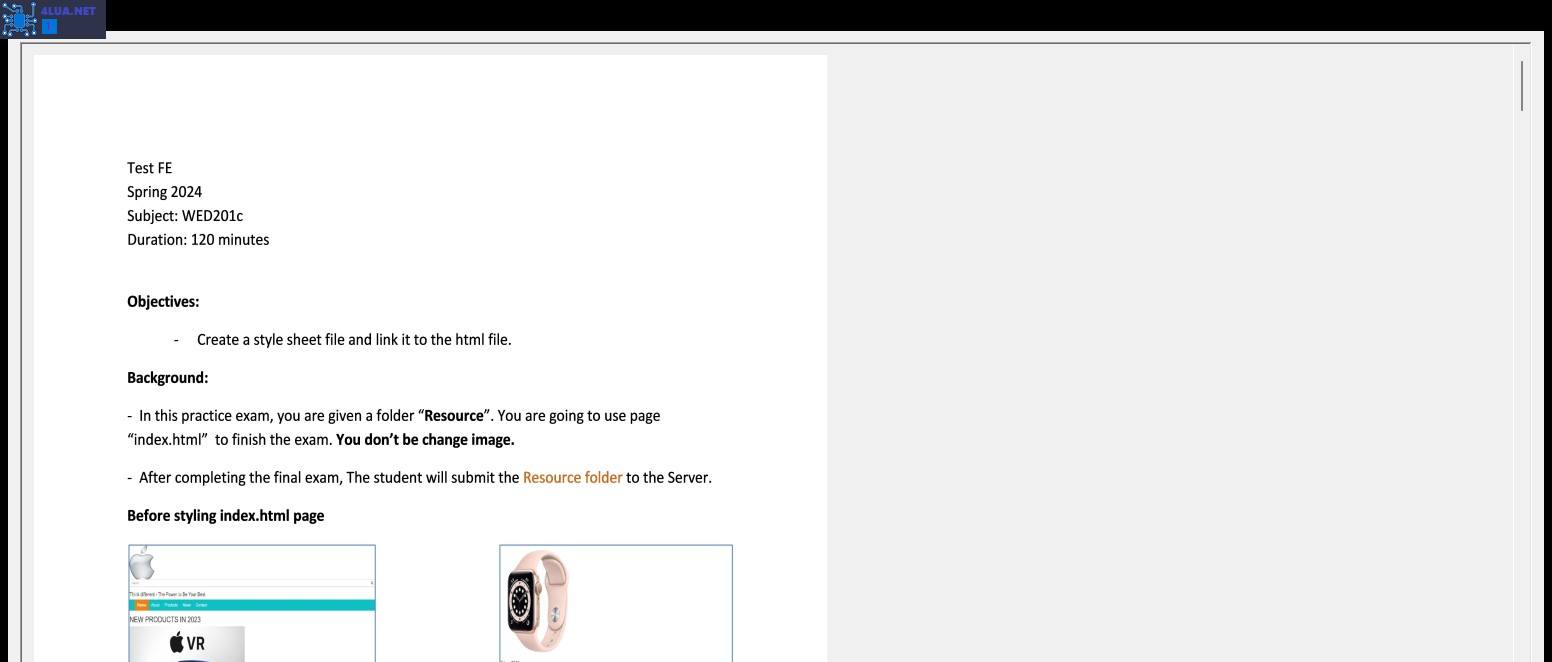 4LUA.NET
1
Test FE
Spring 2024
Subject: WED201c
Duration: 120 minutes
Objectives:
- Create a style sheet file and link it to the html file.
Background:
- In this practice exam, you are given a folder “Resource”. You are going to use page
“index.html” to finish the exam. You don’t be change image.
- After completing the final exam, The student will submit the Resource folder to the Server.
Before styling index.html page
Think different - The Power is Be Your Best
Home About Products News Contact
NEW PRODUCTS IN 2023
VR